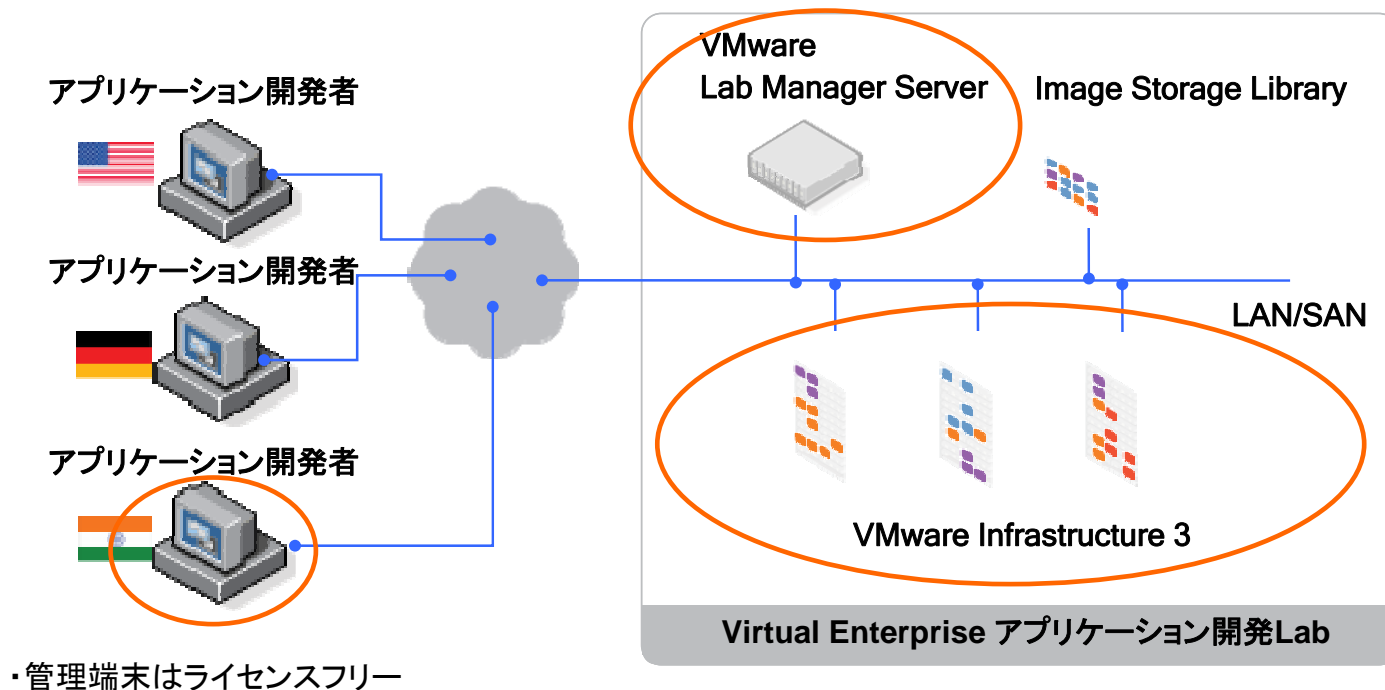 アプリケーション開発者
アプリケーション開発者
アプリケーション開発者
・管理端末はライセンスフリー
VMware
Lab Manager Server
Image Storage Library
LAN/SAN
VMware Infrastructure 3
Virtual Enterprise アプリケーション開発Lab